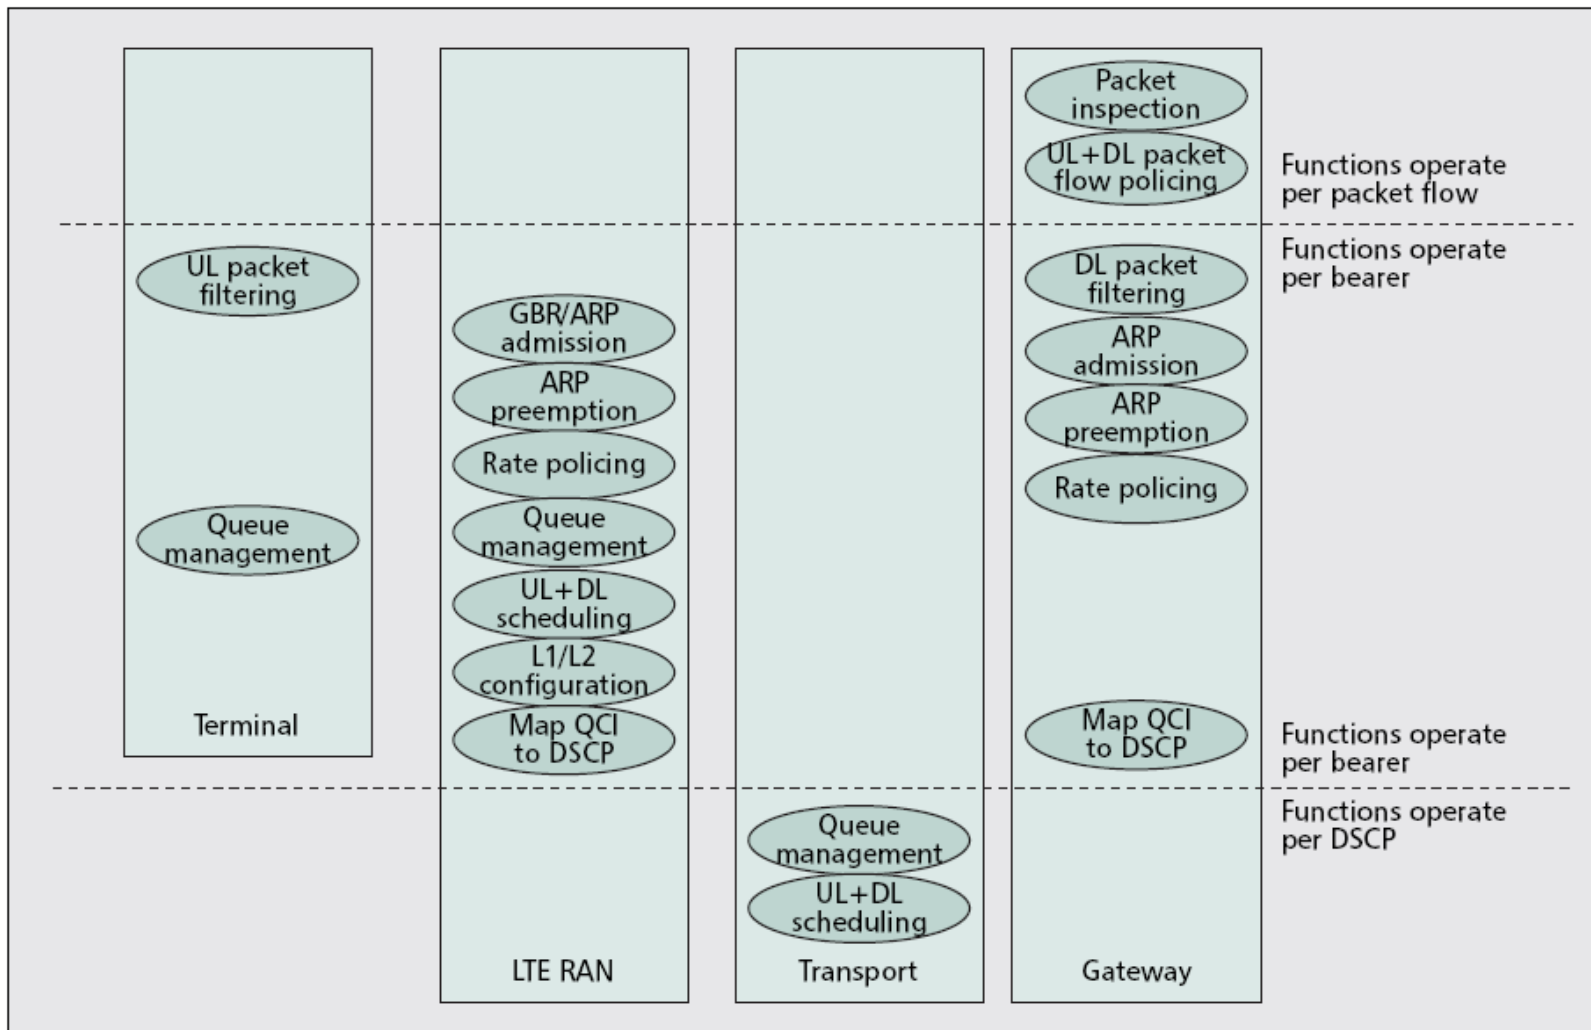 UL packet
filtering
Queue
management
Terminal
GBR/ARP
admission
ARP
preemption
Rate policing
Queue
management
UL+DL
scheduling
L1/L2
configuration
Map QCI
to DSCP
LTE RAN
Queue
management
UL+DL
scheduling
Transport
Packet
inspection
UL+DL packet
flow policing
DL packet
filtering
ARP
admission
ARP
preemption
Rate policing
Map QCI
to DSCP
Gateway
Functions operate
per packet flow
Functions operate
per bearer
Functions operate
per bearer
Functions operate
per DSCP